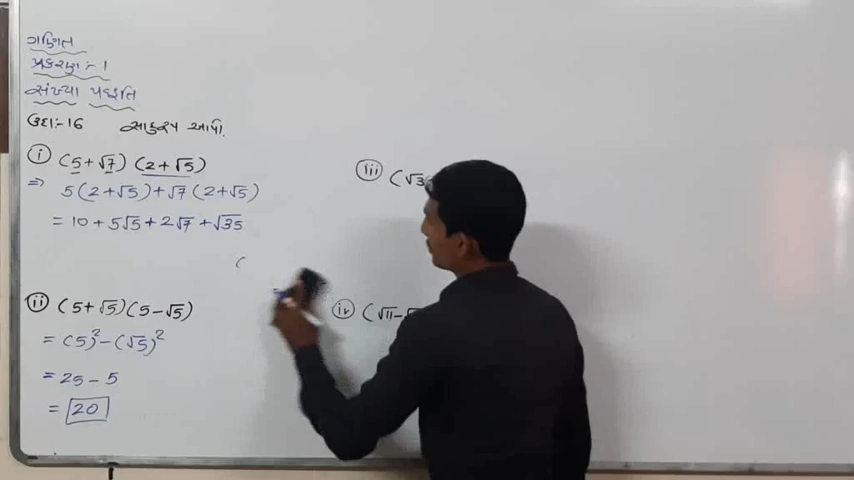 ગણિત
પ્રકરણ :- 1
સંખ્યા પધ્ધતિ
ઉદા:- 16 સાદુરૂપ આપો.
(i) (5+√7) (2+√5)
⇒ 5(2+√5)+√7(2+√5)
= 10+5√5+2√7+√35
(
(ii) (5+√5)(5-√5)
= (5)²-(√5)²
= 25-5
= 20
(iii) (√3
(iv) (√11-